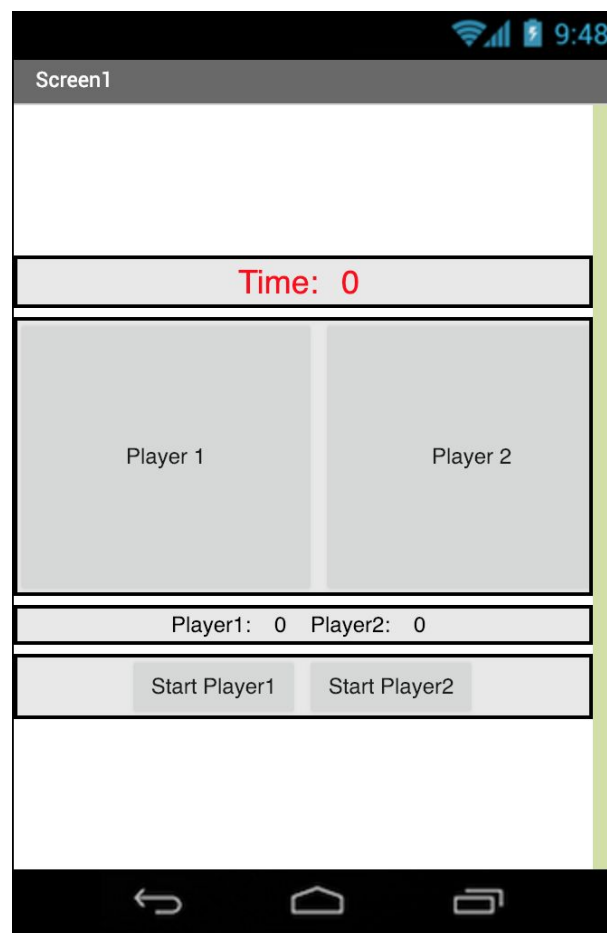 9:48
Screen1
Time: 0
Player 1 Player 2
Player1: 0 Player2: 0
Start Player1 Start Player2